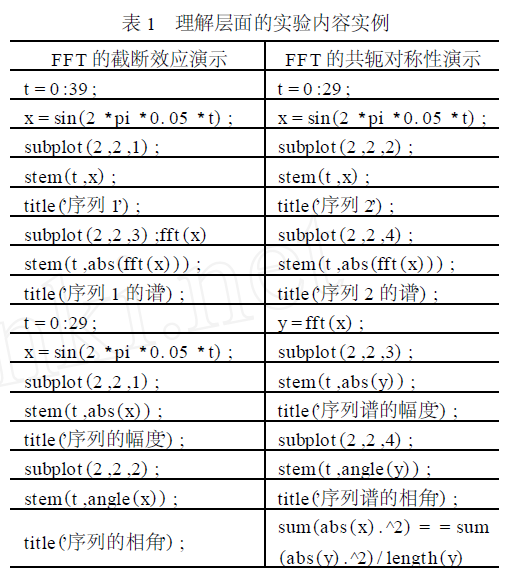 表 1 理解层面的实验内容实例
FFT 的截断效应演示 FFT 的共轭对称性演示
t = 0:39; t = 0:29;
x = sin(2 *pi *0.05 *t); x = sin(2 *pi *0.05 *t);
subplot(2,2,1); subplot(2,2,2);
stem(t,x); stem(t,x);
title('序列 1'); title('序列 2');
subplot(2,2,3);fft(x) subplot(2,2,4);
stem(t,abs(fft(x))); stem(t,abs(fft(x)));
title('序列 1 的谱'); title('序列 2 的谱');
t = 0:29; y = fft(x);
x = sin(2 *pi *0.05 *t); subplot(2,2,3);
subplot(2,2,1); stem(t,abs(y));
stem(t,abs(x)); title('序列谱的幅度');
title('序列的幅度'); subplot(2,2,4);
subplot(2,2,2); stem(t,angle(y));
stem(t,angle(x)); title('序列谱的相角');
title('序列的相角'); sum(abs(x).^2) = = sum
(abs(y).^2)/length(y)